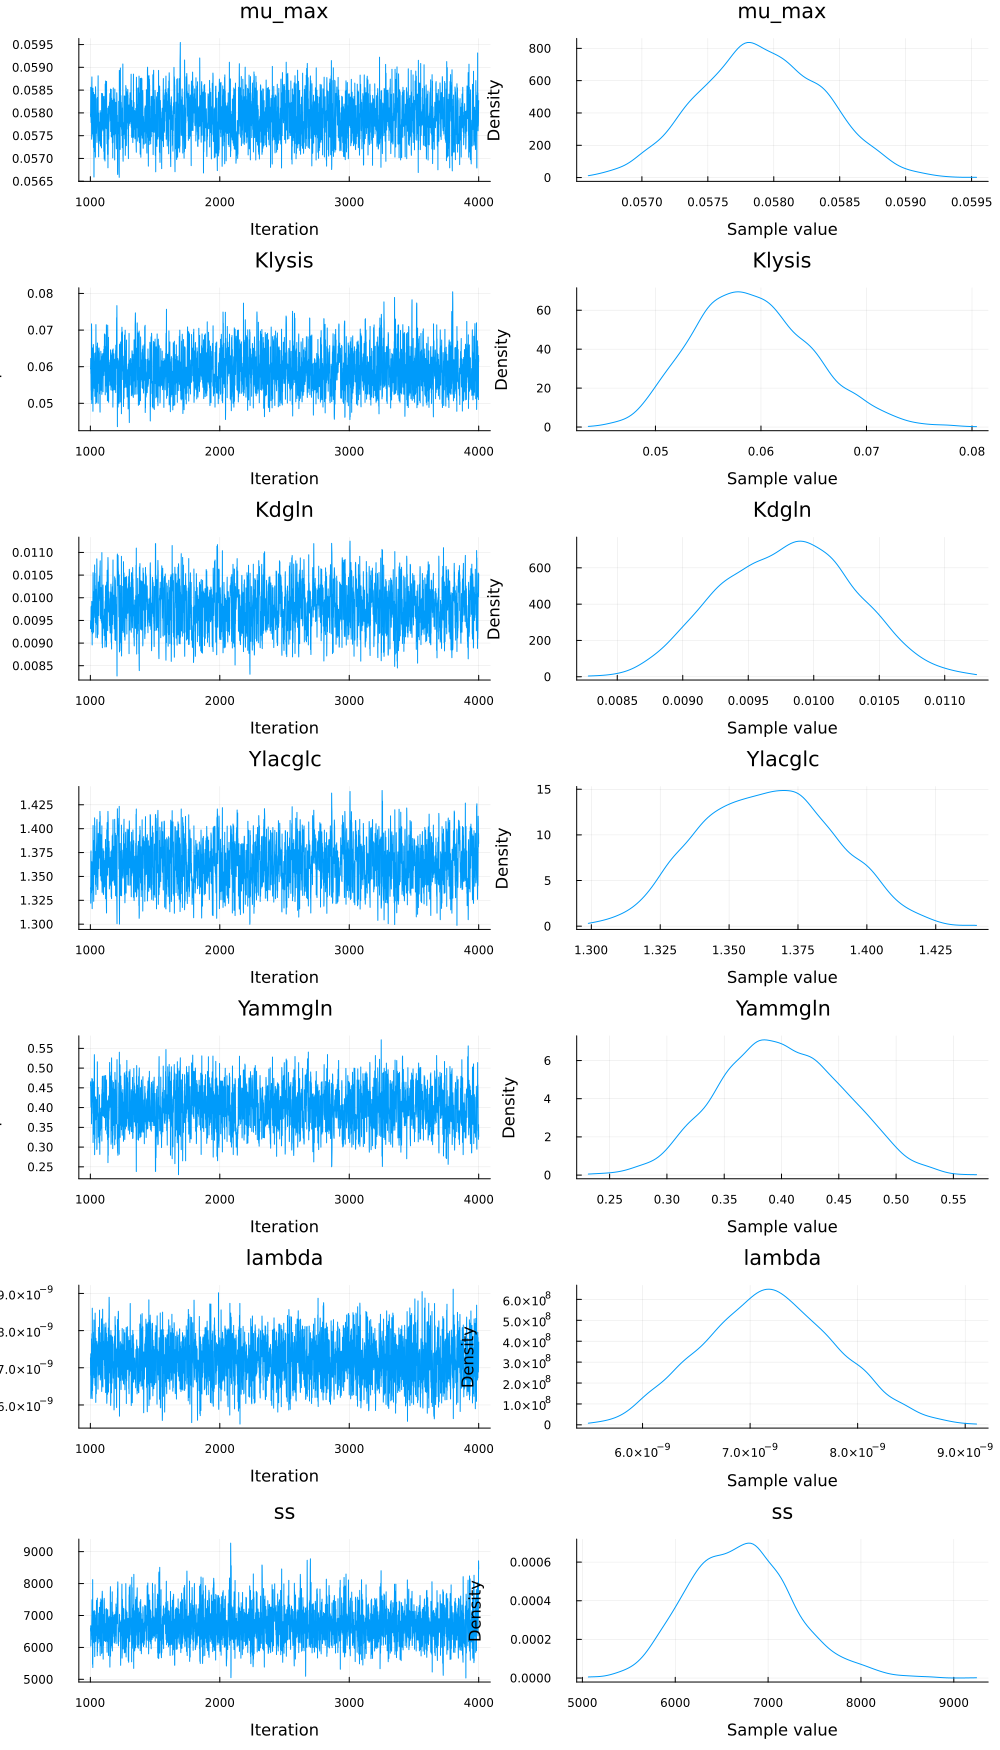 mu_max
0.0595
0.0590
0.0585
0.0580
0.0575
0.0570
0.0565
1000 2000 3000 4000
Iteration
mu_max
Density
800
600
400
200
0
0.0570 0.0575 0.0580 0.0585 0.0590 0.0595
Sample value
Klysis
0.08
0.07
0.06
0.05
1000 2000 3000 4000
Iteration
Klysis
Density
60
40
20
0
0.05 0.06 0.07 0.08
Sample value
Kdgln
0.0110
0.0105
0.0100
0.0095
0.0090
0.0085
1000 2000 3000 4000
Iteration
Kdgln
Density
600
400
200
0
0.0085 0.0090 0.0095 0.0100 0.0105 0.0110
Sample value
Ylacglc
1.425
1.400
1.375
1.350
1.325
1.300
1000 2000 3000 4000
Iteration
Ylacglc
Density
15
10
5
0
1.300 1.325 1.350 1.375 1.400 1.425
Sample value
Yammgln
0.55
0.50
0.45
0.40
0.35
0.30
0.25
1000 2000 3000 4000
Iteration
Yammgln
Density
6
4
2
0
0.25 0.30 0.35 0.40 0.45 0.50 0.55
Sample value
lambda
9.0×10⁻⁹
8.0×10⁻⁹
7.0×10⁻⁹
6.0×10⁻⁹
1000 2000 3000 4000
Iteration
lambda
Density
6.0×10⁸
5.0×10⁸
4.0×10⁸
3.0×10⁸
2.0×10⁸
1.0×10⁸
0
6.0×10⁻⁹ 7.0×10⁻⁹ 8.0×10⁻⁹ 9.0×10⁻⁹
Sample value
ss
9000
8000
7000
6000
5000
1000 2000 3000 4000
Iteration
ss
Density
0.0006
0.0004
0.0002
0.0000
5000 6000 7000 8000 9000
Sample value